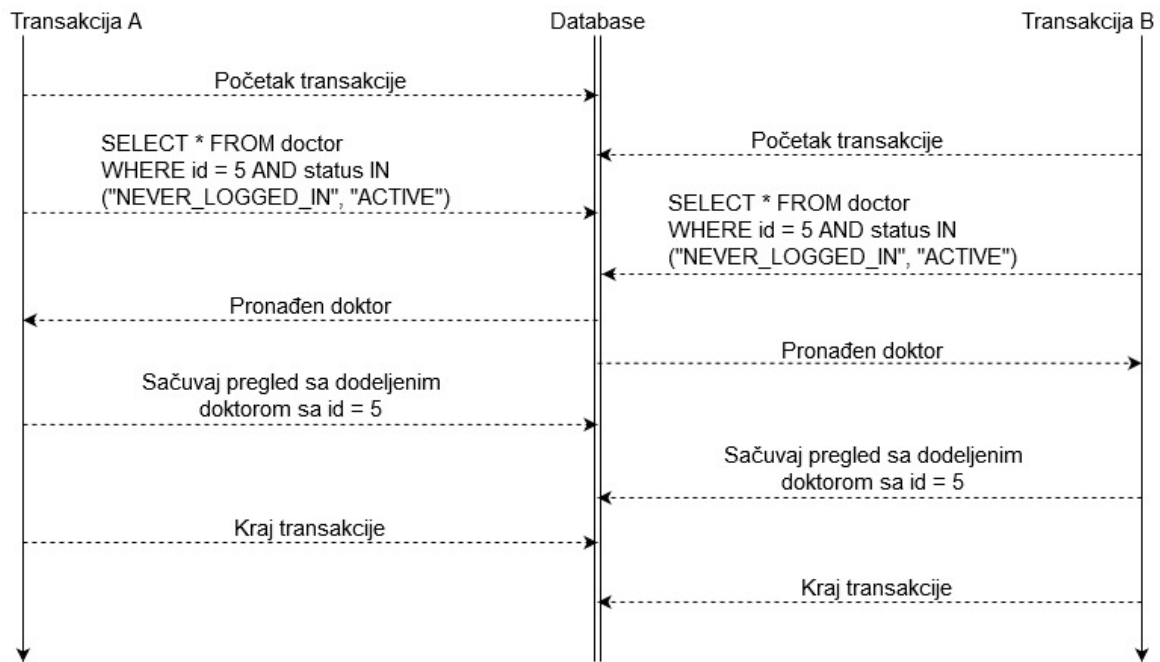 Transakcija A
Database
Transakcija B
Početak transakcije
Početak transakcije
SELECT * FROM doctor
WHERE id = 5 AND status IN
("NEVER_LOGGED_IN", "ACTIVE")
SELECT * FROM doctor
WHERE id = 5 AND status IN
("NEVER_LOGGED_IN", "ACTIVE")
Pronađen doktor
Pronađen doktor
Sačuvaj pregled sa dodeljenim
doktorom sa id = 5
Sačuvaj pregled sa dodeljenim
doktorom sa id = 5
Kraj transakcije
Kraj transakcije